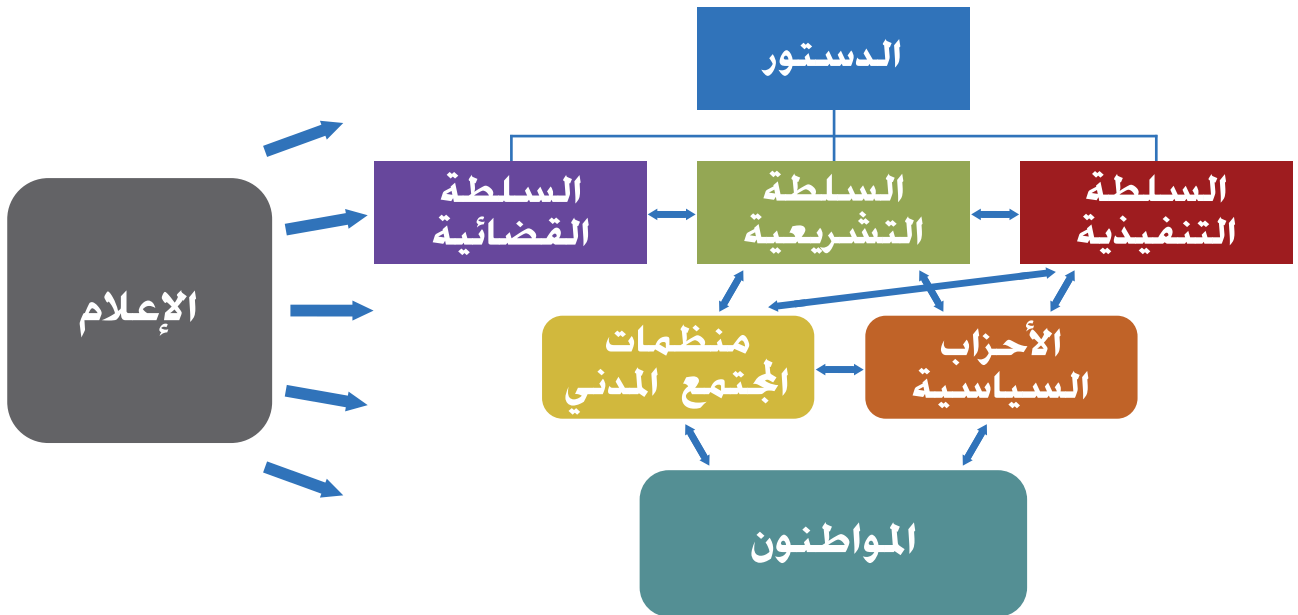 الدستور
السلطة
التنفيذية
السلطة
التشريعية
السلطة
القضائية
الأحزاب
السياسية
منظمات
المجتمع المدني
المواطنون
الإعلام